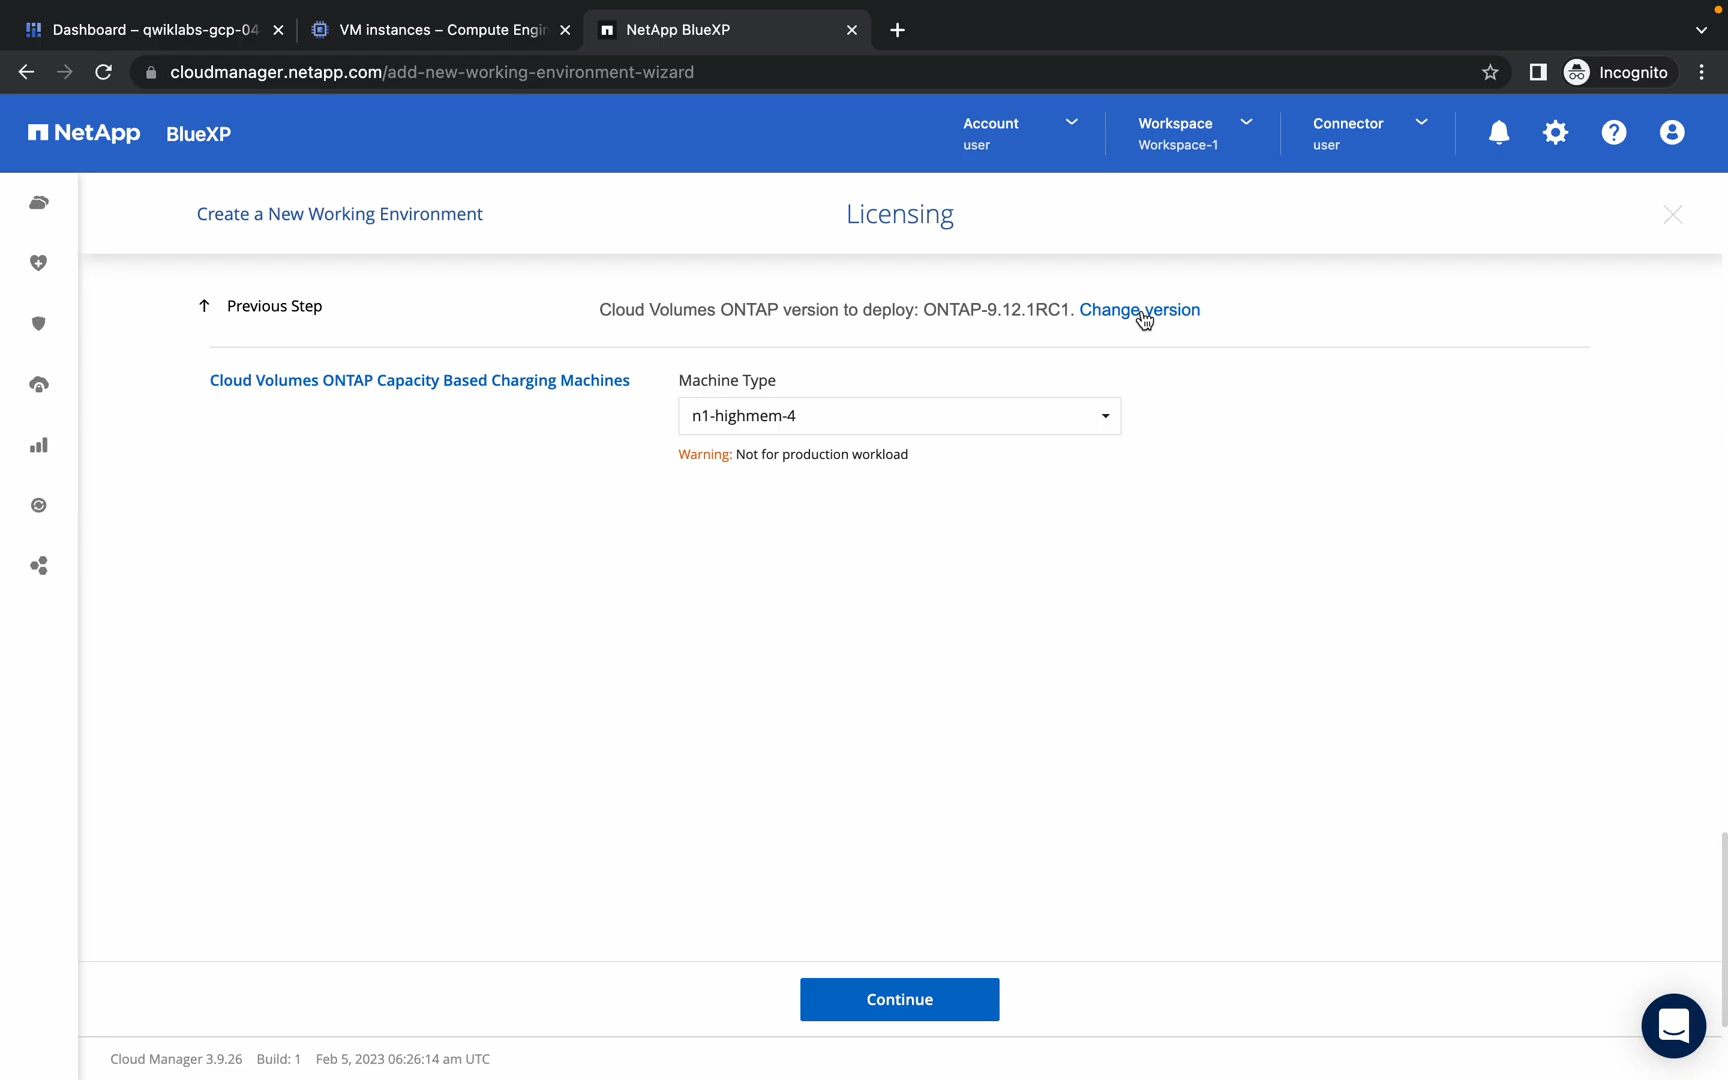 Dashboard – qwiklabs-gcp-04
VM instances – Compute Engin
NetApp BlueXP
cloudmanager.netapp.com/add-new-working-environment-wizard
Incognito
NetApp BlueXP
Account
user
Workspace
Workspace-1
Connector
user
Create a New Working Environment
Licensing
Previous Step
Cloud Volumes ONTAP version to deploy: ONTAP-9.12.1RC1. Change version
Cloud Volumes ONTAP Capacity Based Charging Machines
Machine Type
n1-highmem-4
Warning: Not for production workload
Continue
Cloud Manager 3.9.26 Build: 1 Feb 5, 2023 06:26:14 am UTC